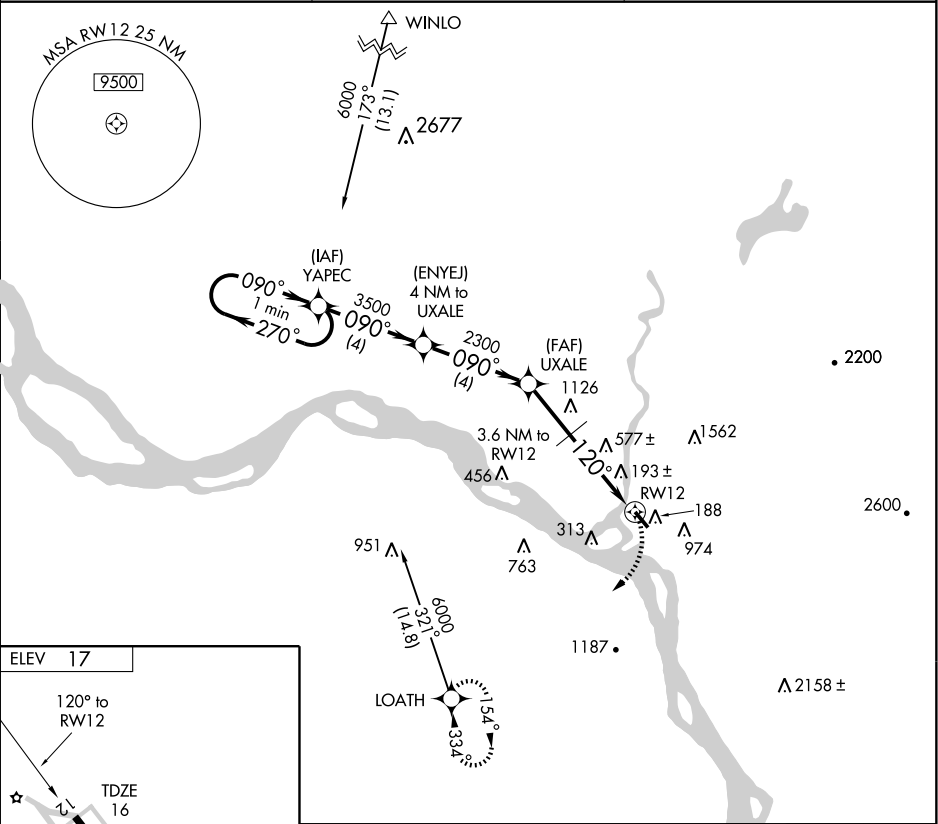 MSA RW12 25 NM
9500
WINLO
6000
173°
(13.1)
2677
(IAF)
YAPEC
090°
1 min
270°
3500
090°
(4)
(ENYEJ)
4 NM to
UXALE
2300
090°
(4)
(FAF)
UXALE
1126
2200
3.6 NM to
RW12
120°
577 ±
1562
456
193 ±
RW12
188
2600
313
974
951
763
6000
321°
(14.8)
1187
LOATH
154°
334°
2158 ±
ELEV 17
120° to
RW12
TDZE
16
12